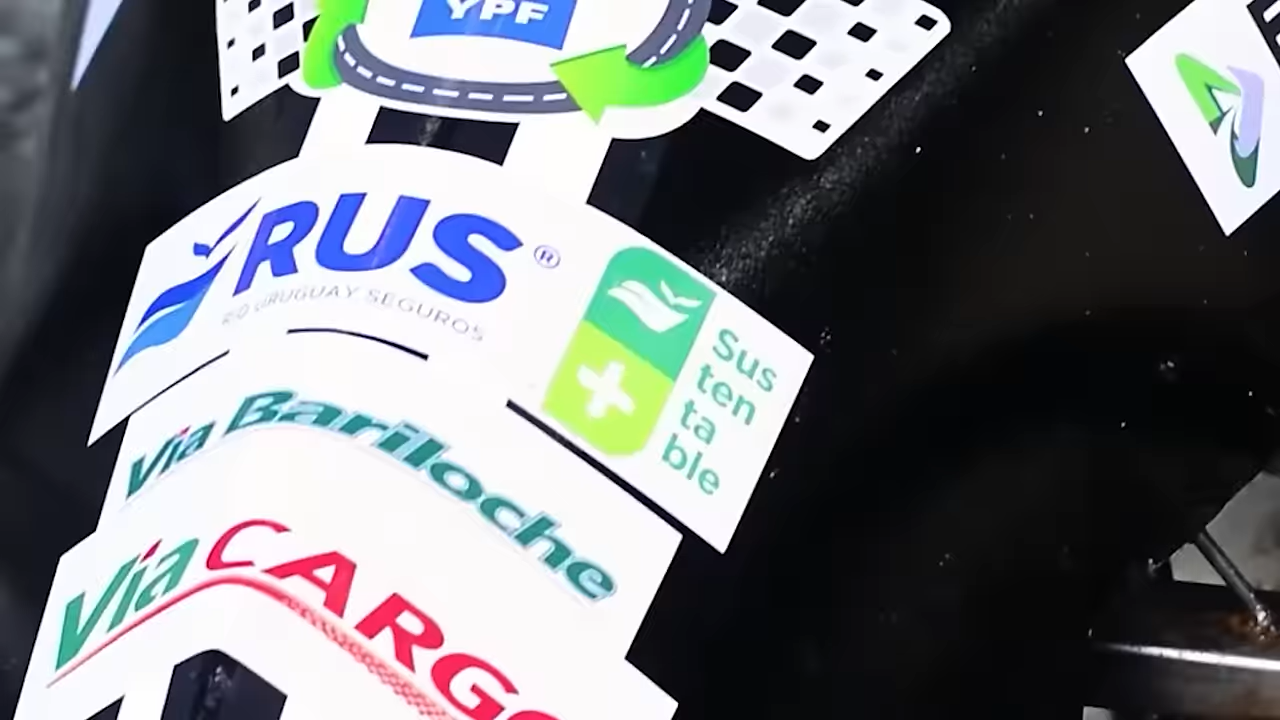 YPF
RUS®
RIO URUGUAY SEGUROS
Sus
ten
ta
ble
Via Bariloche
Via CARGO